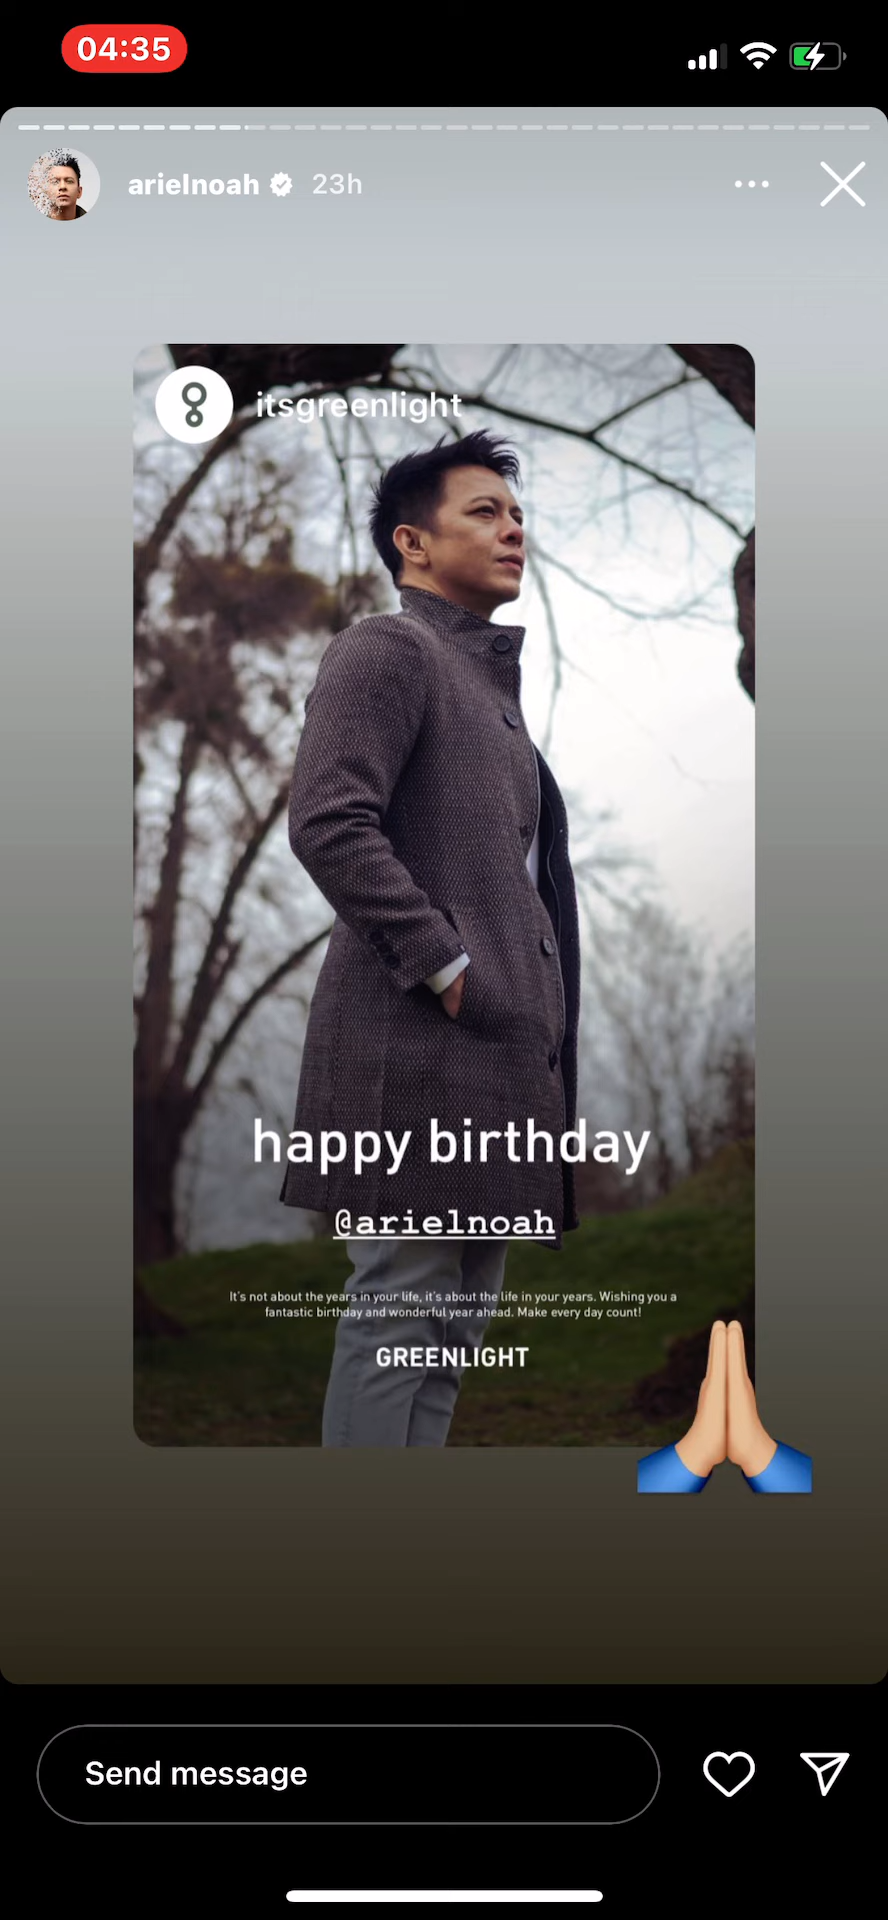 04:35
arielnoah 23h
itsgreenlight
happy birthday
@arielnoah
It's not about the years in your life, it's about the life in your years. Wishing you a
fantastic birthday and wonderful year ahead. Make every day count!
GREENLIGHT
Send message